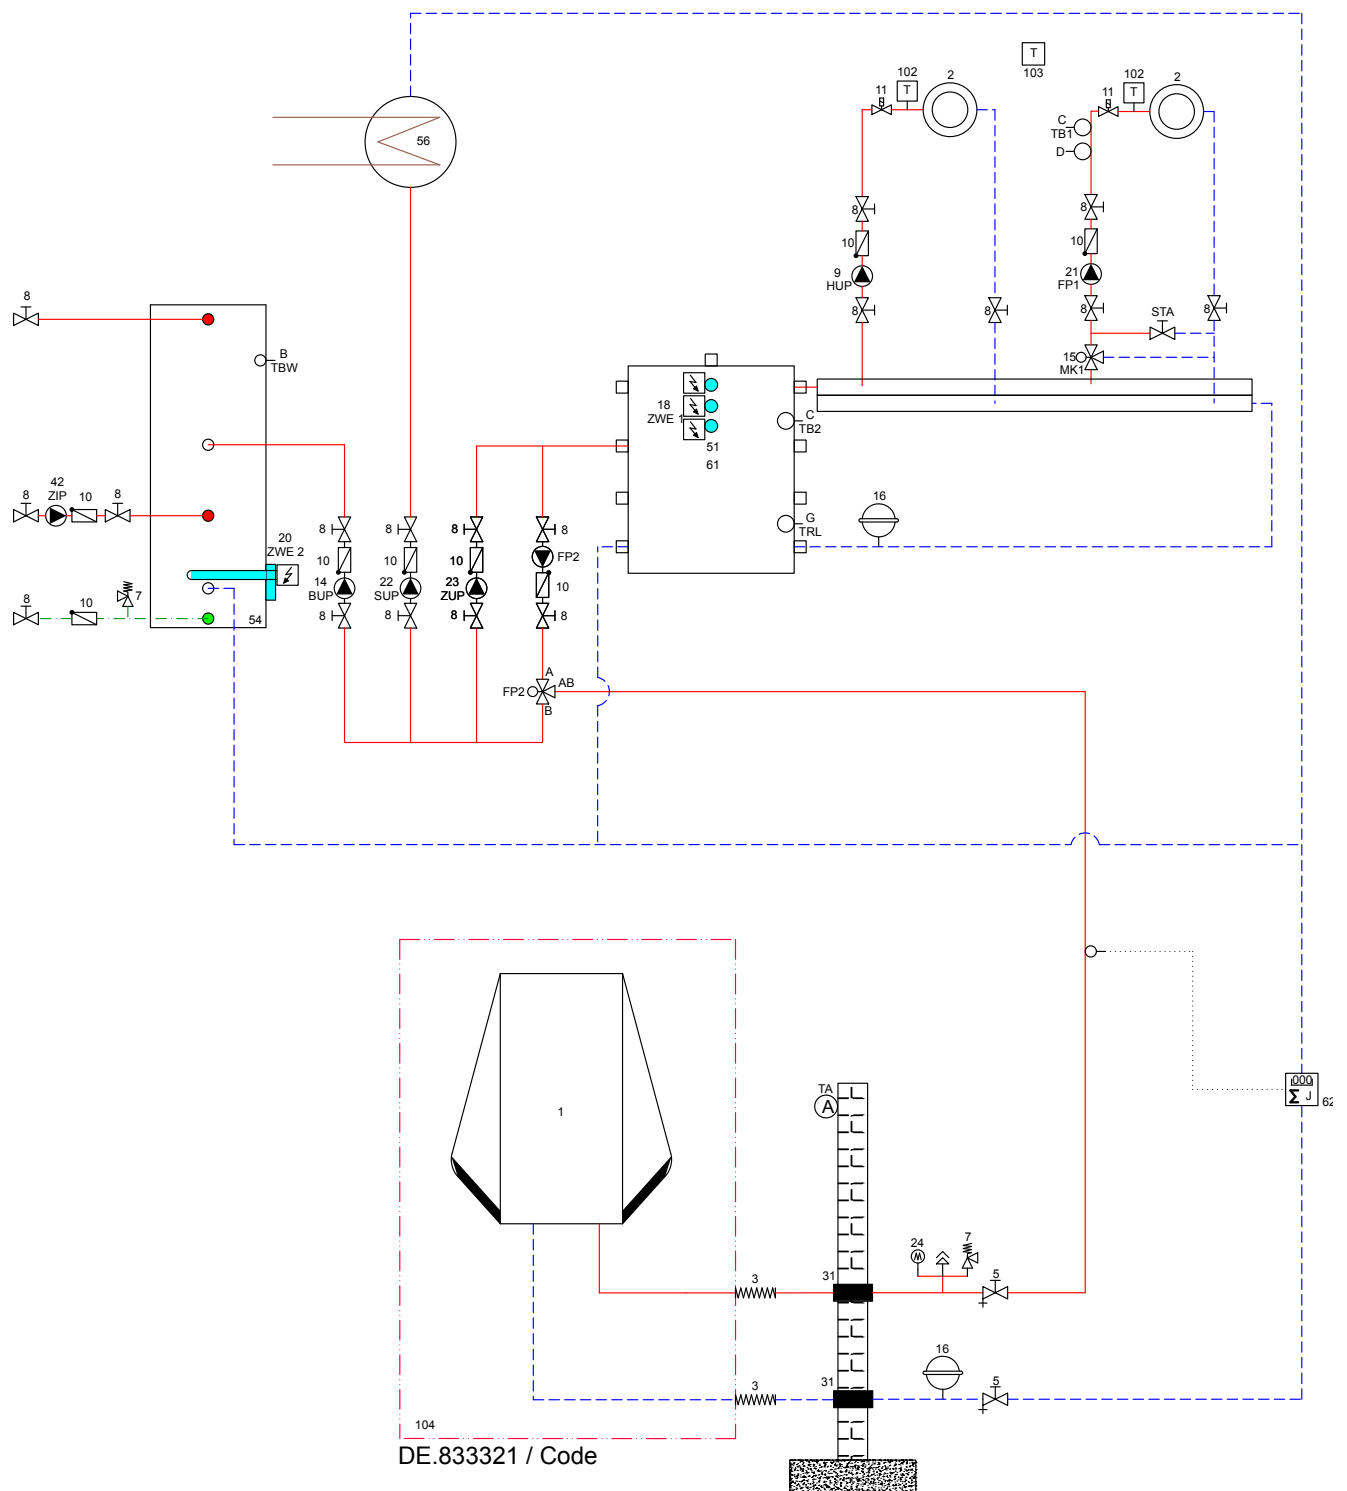 T
103
102
2
11
T
102
2
11
T
C
TB1
D
56
8
8
10
10
9
HUP
21
FP1
8
8
8
8
STA
15
MK1
8
B
TBW
18
ZWE 1
C
TB2
51
61
G
TRL
16
8
42
ZIP
10
8
20
ZWE 2
8
10
7
54
8
8
8
8
10
10
10
FP2
14
BUP
22
SUP
23
ZUP
10
8
8
8
8
A
FP2
AB
B
1
TA
A
000
Σ J
62
24
7
3
31
5
16
3
31
5
104
DE.833321 / Code